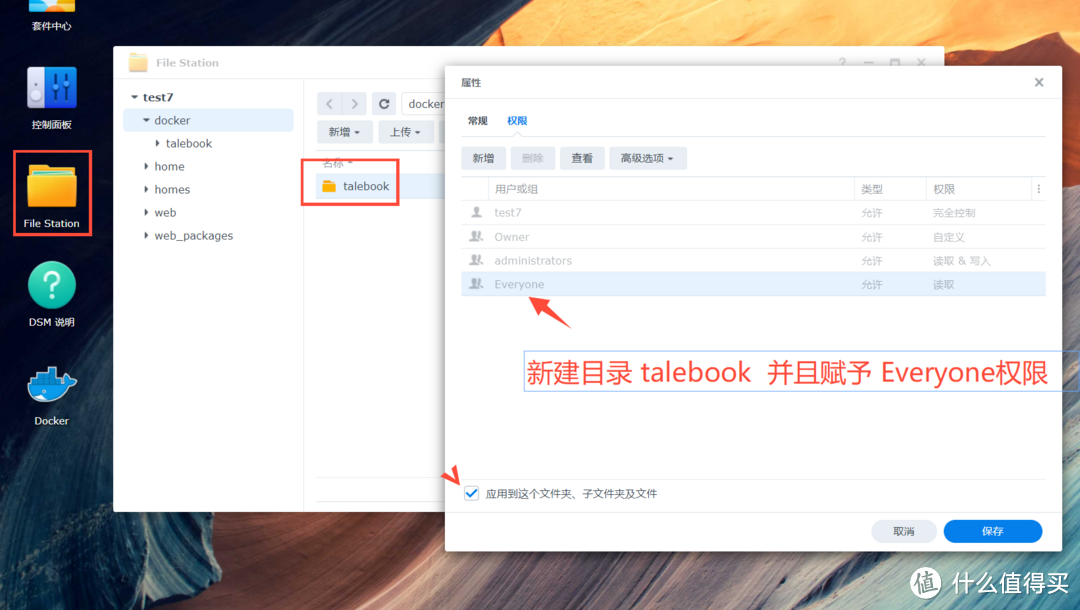 套件中心
控制面板
File Station
DSM 说明
Docker
File Station
test7
docker
talebook
home
homes
web
web_packages
docker
新增
上传
名称
talebook
属性
常规 权限
新增 删除 查看 高级选项
用户或组 类型 权限
test7 允许 完全控制
Owner 允许 自定义
administrators 允许 读取 & 写入
Everyone 允许 读取
新建目录 talebook 并且赋予 Everyone权限
应用到这个文件夹、子文件夹及文件
取消 保存
值 什么值得买